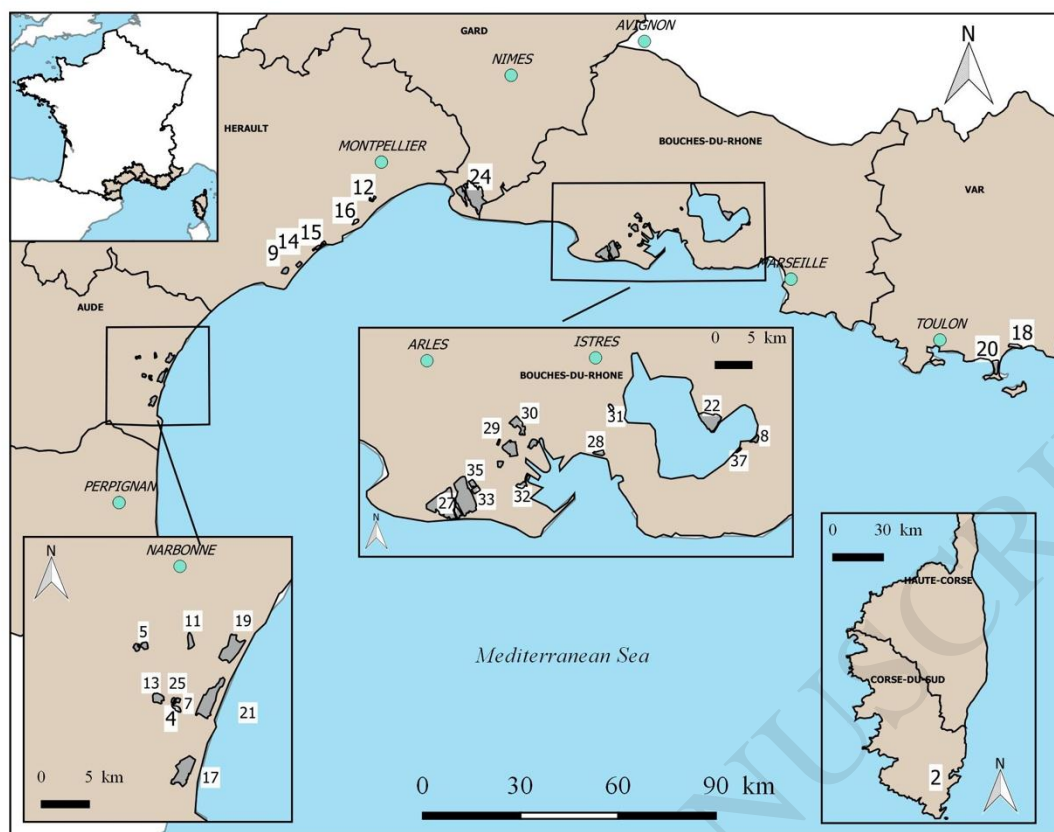 AVIGNON
GARD
N
NIMES
HERAULT
BOUCHES-DU-RHONE
MONTPELLIER
VAR
24
12
16
15
14
9
MARSEILLE
AUDE
TOULON
18
20
0 5 km
ARLES
ISTRES
BOUCHES-DU-RHONE
22
31
30
29
28
8
37
35
27
33
32
N
PERPIGNAN
N
NARBONNE
5
11
19
13
25
7
4
21
17
0 5 km
Mediterranean Sea
0 30 60 90 km
0 30 km
HAUTE-CORSE
CORSE-DU-SUD
N
2
NUSCR